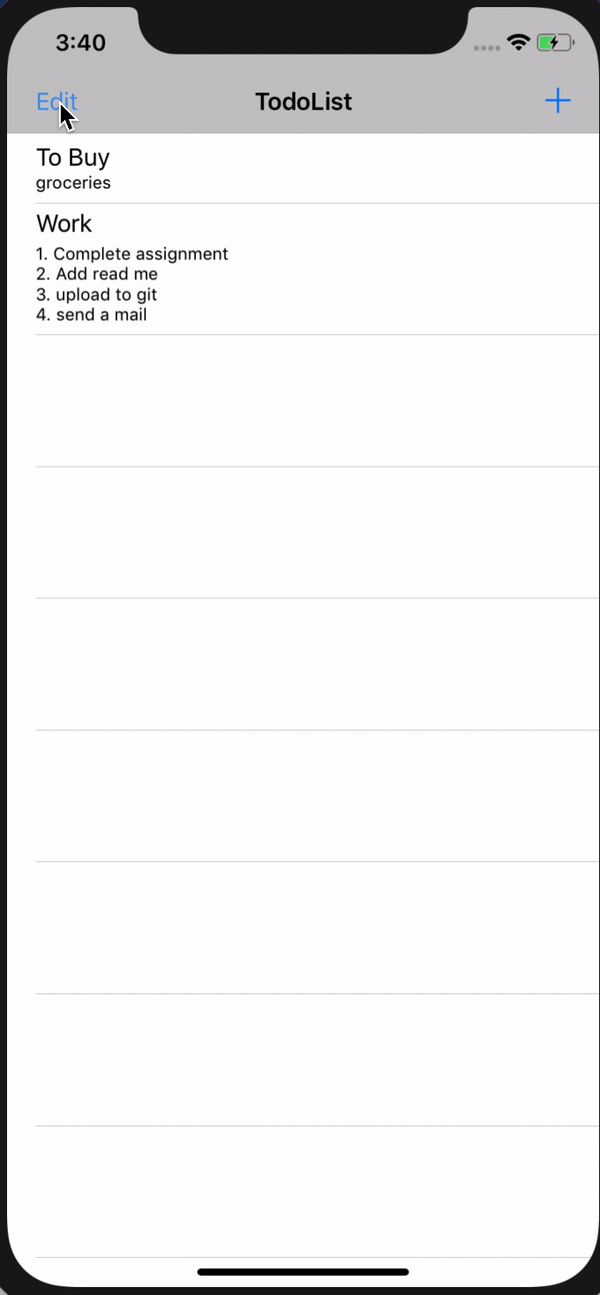 3:40
Edit TodoList +
To Buy
groceries
Work
1. Complete assignment
2. Add read me
3. upload to git
4. send a mail